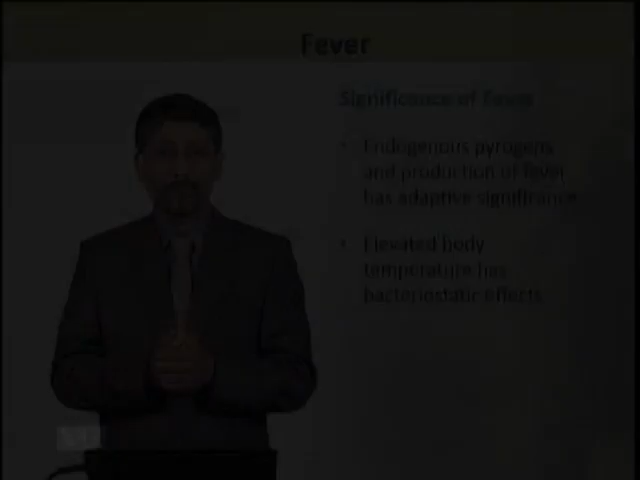 Fever
Significance of Fever
• Endogenous pyrogens
and production of fever
has adaptive significance
• Elevated body
temperature has
bacteriostatic effects